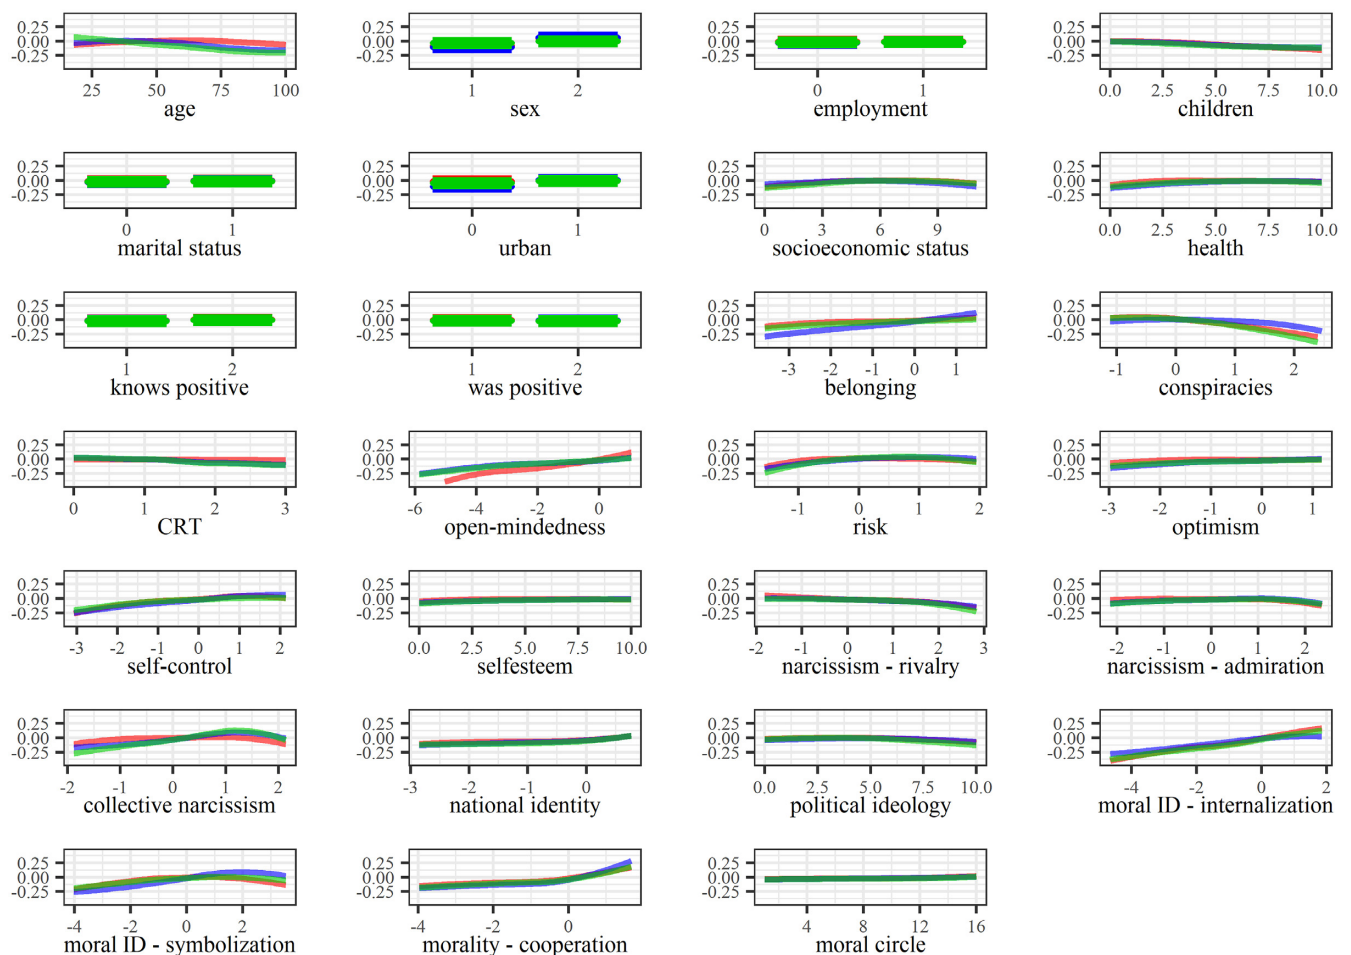 0.25 0.25 0.25 0.25
0.00 0.00 0.00 0.00
-0.25 -0.25 -0.25 -0.25
25 50 75 100 1 2 0 1 0.0 2.5 5.0 7.5 10.0
age sex employment children
0.25 0.25 0.25 0.25
0.00 0.00 0.00 0.00
-0.25 -0.25 -0.25 -0.25
0 1 0 1 0 3 6 9 0.0 2.5 5.0 7.5 10.0
marital status urban socioeconomic status health
0.25 0.25 0.25 0.25
0.00 0.00 0.00 0.00
-0.25 -0.25 -0.25 -0.25
1 2 1 2 -3 -2 -1 0 1 -1 0 1 2
knows positive was positive belonging conspiracies
0.25 0.25 0.25 0.25
0.00 0.00 0.00 0.00
-0.25 -0.25 -0.25 -0.25
0 1 2 3 -6 -4 -2 0 -1 0 1 2 -3 -2 -1 0 1
CRT open-mindedness risk optimism
0.25 0.25 0.25 0.25
0.00 0.00 0.00 0.00
-0.25 -0.25 -0.25 -0.25
-3 -2 -1 0 1 2 0.0 2.5 5.0 7.5 10.0 -2 -1 0 1 2 3 -2 -1 0 1 2
self-control selfesteem narcissism - rivalry narcissism - admiration
0.25 0.25 0.25 0.25
0.00 0.00 0.00 0.00
-0.25 -0.25 -0.25 -0.25
-2 -1 0 1 2 -3 -2 -1 0 0.0 2.5 5.0 7.5 10.0 -4 -2 0 2
collective narcissism national identity political ideology moral ID - internalization
0.25 0.25 0.25
0.00 0.00 0.00
-0.25 -0.25 -0.25
-4 -2 0 2 -4 -2 0 4 8 12 16
moral ID - symbolization morality - cooperation moral circle